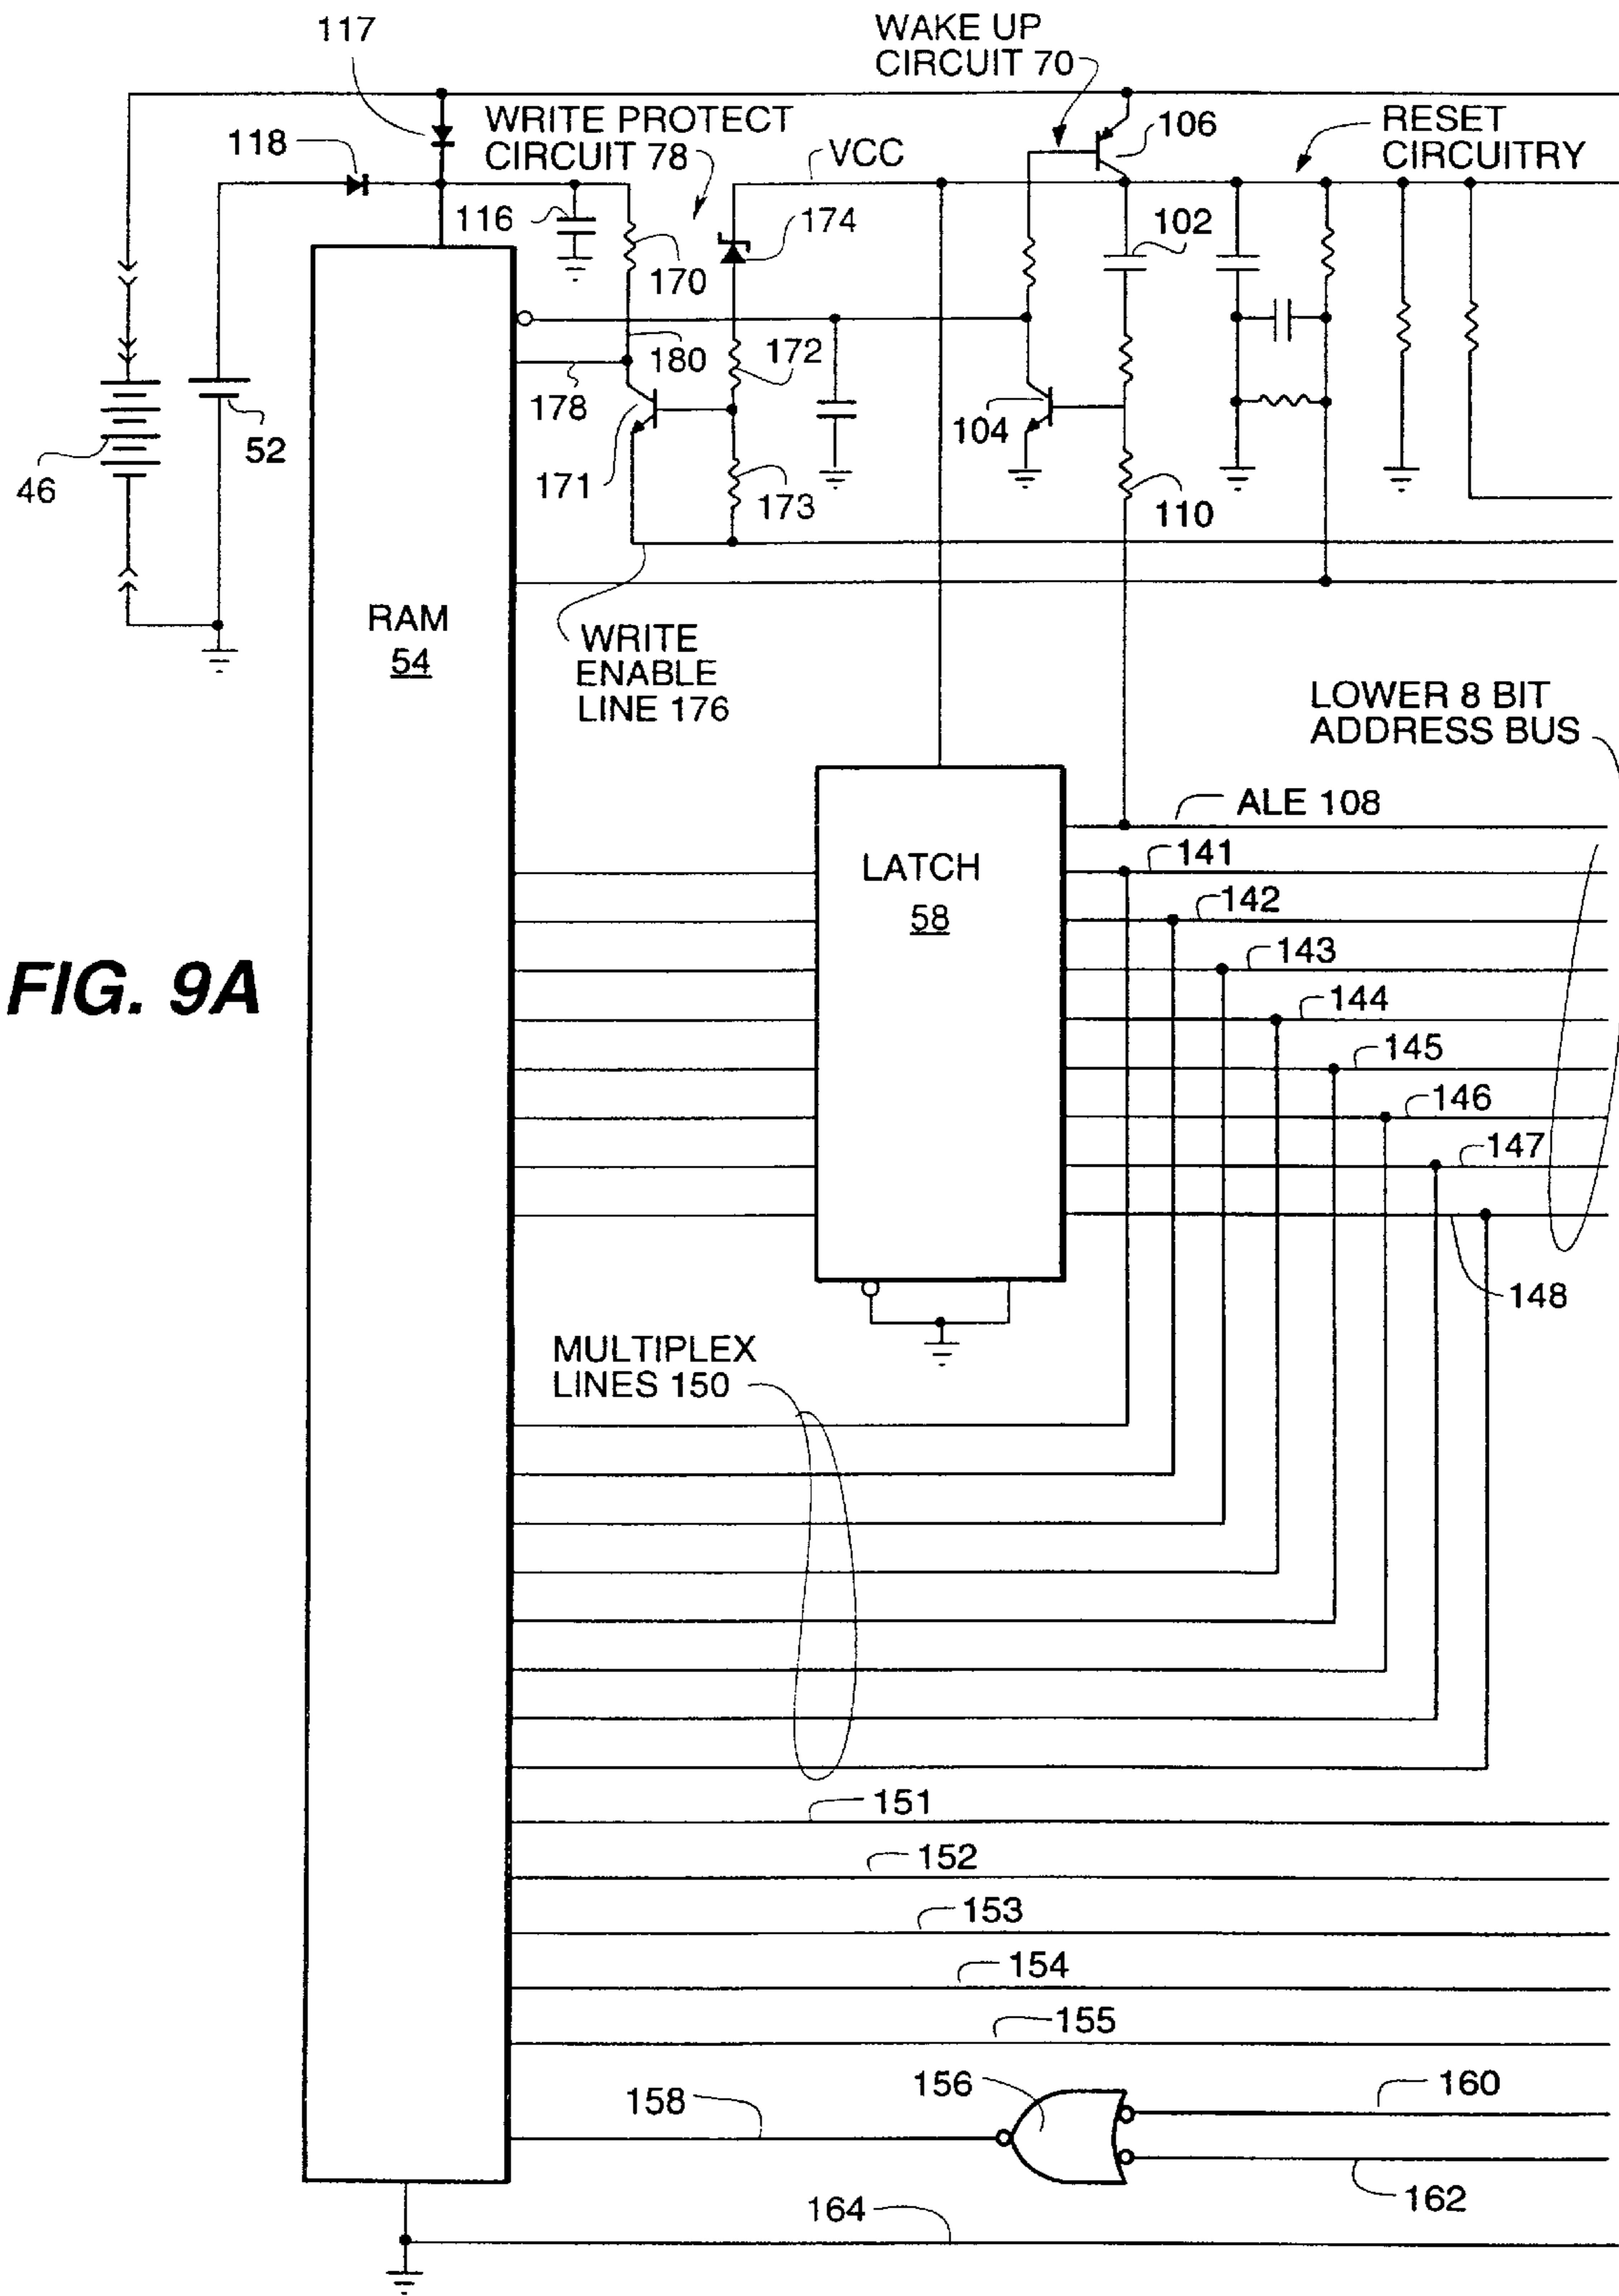 117
WAKE UP
CIRCUIT 70
118
WRITE PROTECT
CIRCUIT 78
VCC
106
RESET
CIRCUITRY
116
170
174
102
180
172
178
46
52
171
173
104
110
RAM
54
WRITE
ENABLE
LINE 176
LOWER 8 BIT
ADDRESS BUS
ALE 108
LATCH
58
141
142
143
144
145
146
147
148
FIG. 9A
MULTIPLEX
LINES 150
151
152
153
154
155
156
158
160
162
164